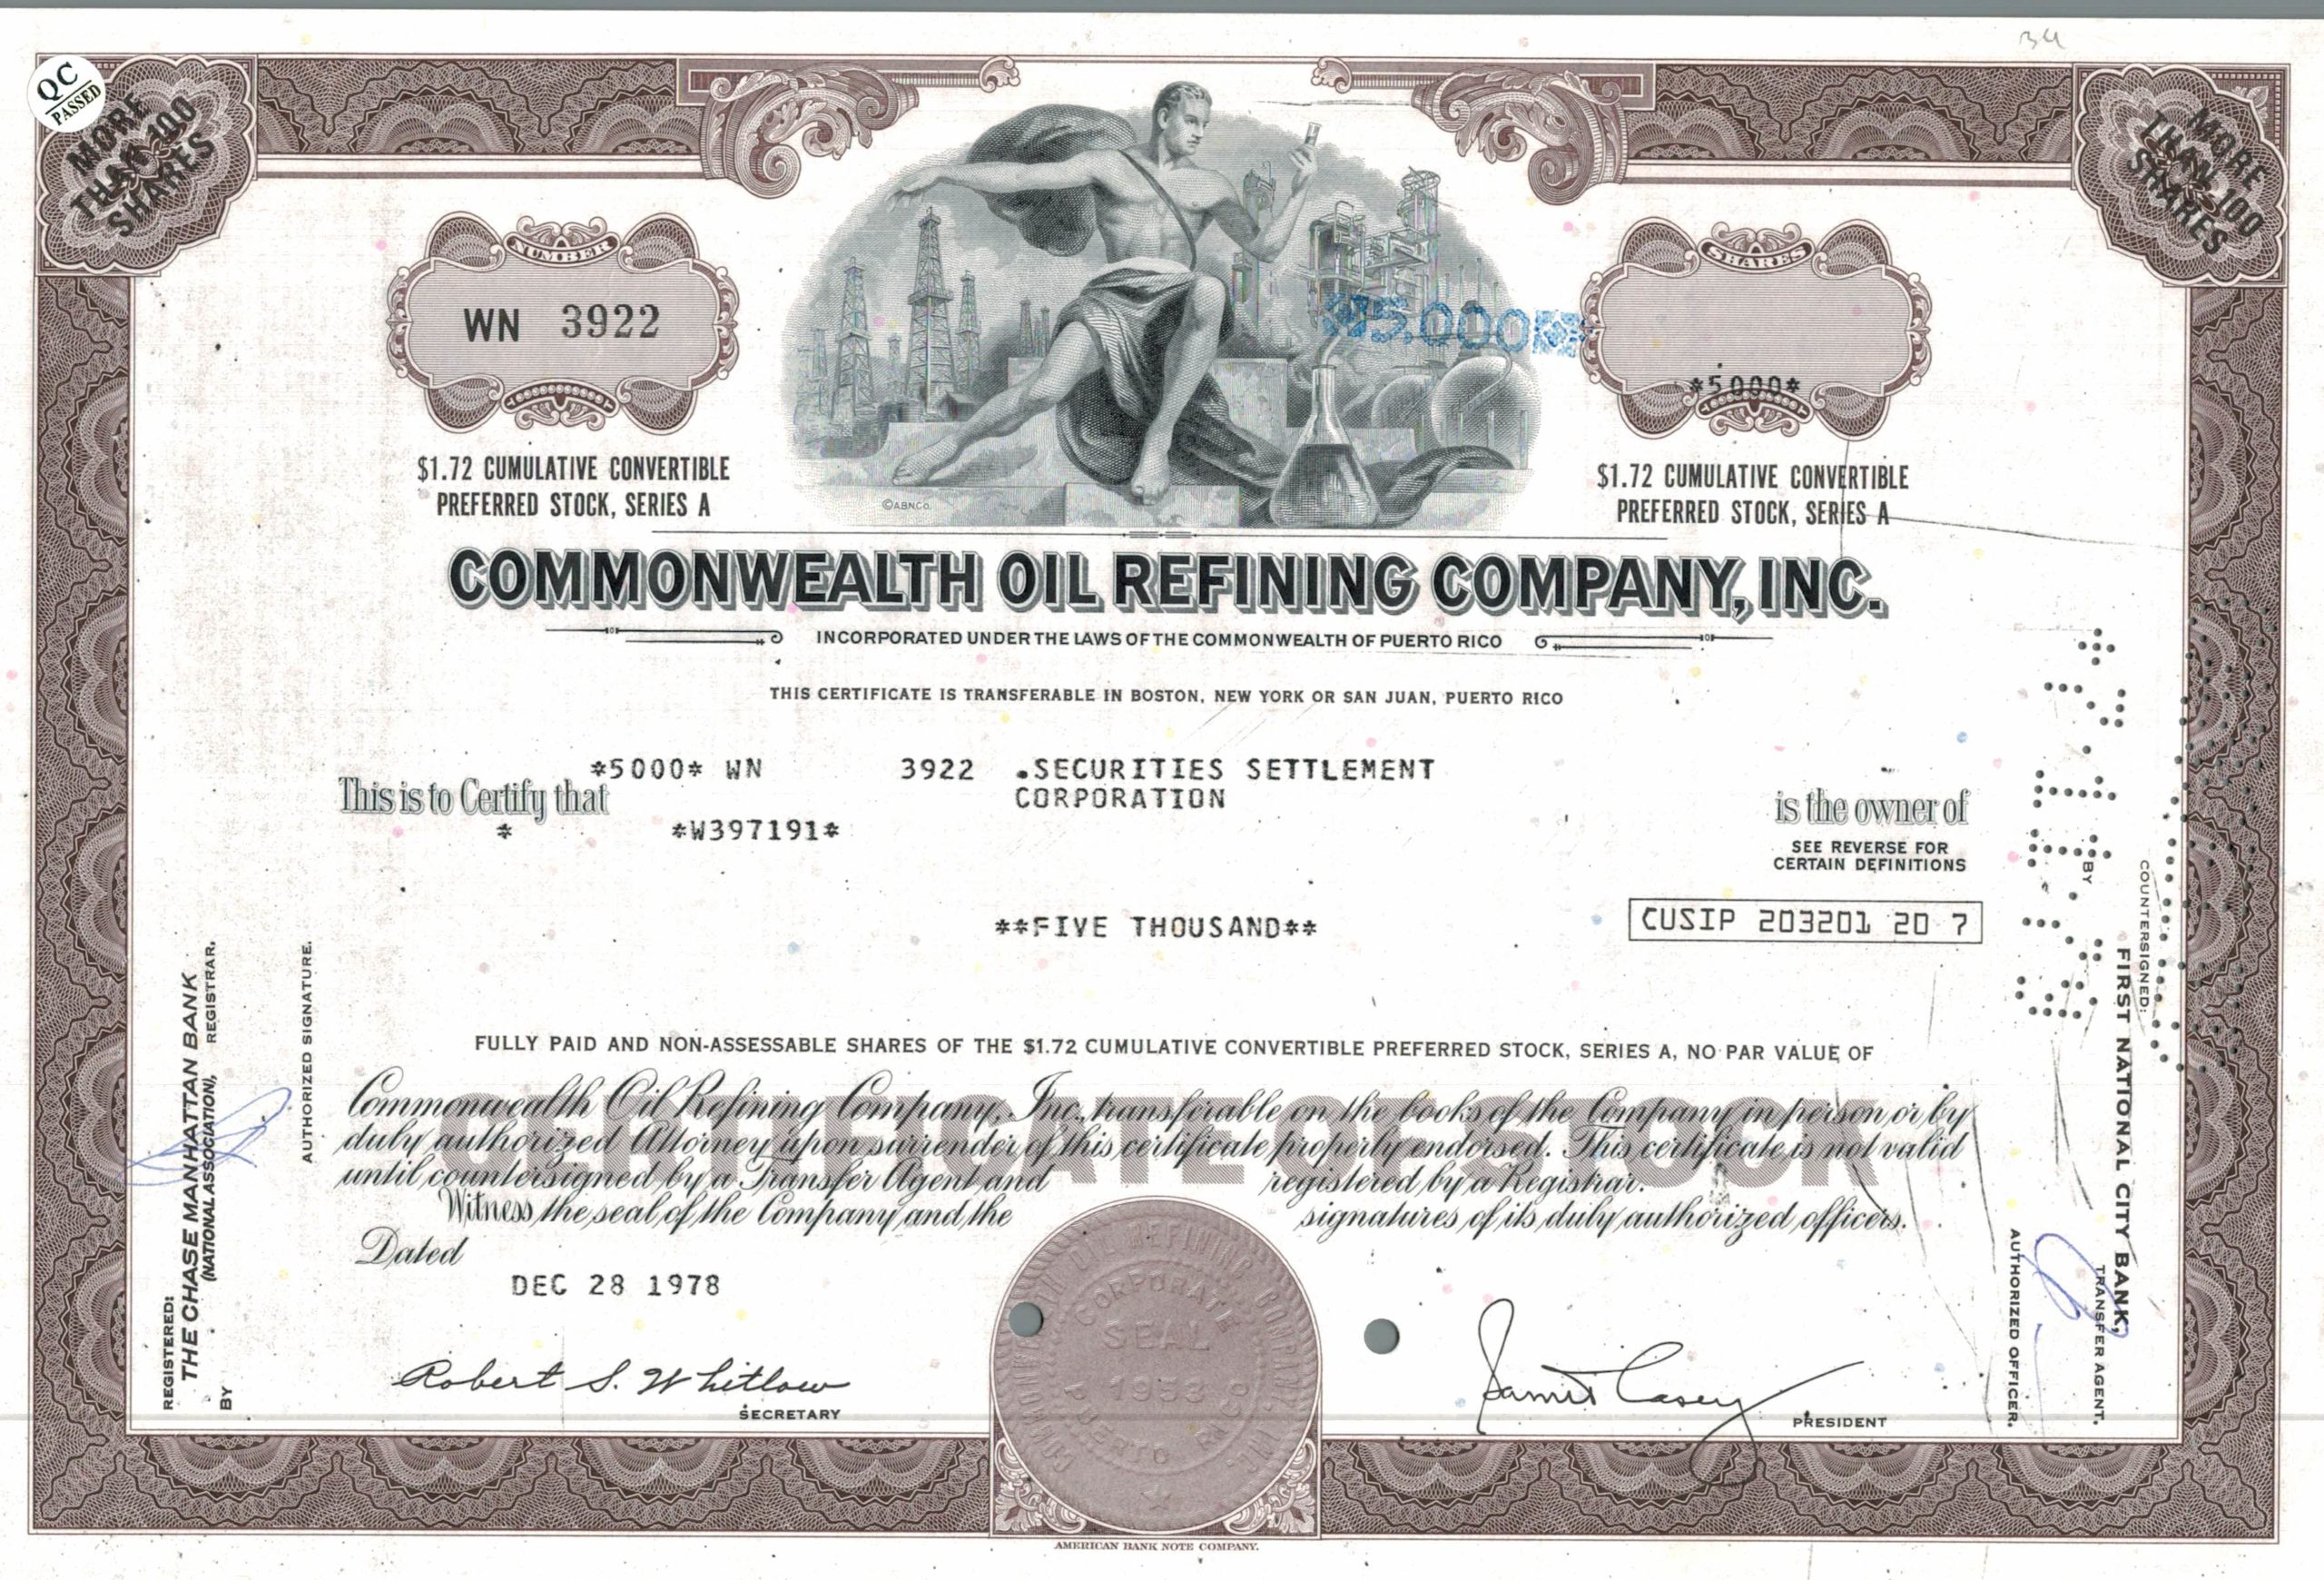 QC
PASSED
MORE
THAN 100
SHARES
MORE
THAN 100
SHARES
NUMBER
WN 3922
SHARES
*5000*
5,000
$1.72 CUMULATIVE CONVERTIBLE
PREFERRED STOCK, SERIES A
©ABNCo.
$1.72 CUMULATIVE CONVERTIBLE
PREFERRED STOCK, SERIES A
COMMONWEALTH OIL REFINING COMPANY, INC.
INCORPORATED UNDER THE LAWS OF THE COMMONWEALTH OF PUERTO RICO
THIS CERTIFICATE IS TRANSFERABLE IN BOSTON, NEW YORK OR SAN JUAN, PUERTO RICO
*5000* WN 3922 .SECURITIES SETTLEMENT
CORPORATION
This is to Certify that
is the owner of
* *W397191*
SEE REVERSE FOR
CERTAIN DEFINITIONS
**FIVE THOUSAND**
CUSIP 203201 20 7
FULLY PAID AND NON-ASSESSABLE SHARES OF THE $1.72 CUMULATIVE CONVERTIBLE PREFERRED STOCK, SERIES A, NO PAR VALUE OF
CERTIFICATE OF STOCK
Commonwealth Oil Refining Company, Inc., transferable on the books of the Company in person or by
duly authorized Attorney upon surrender of this certificate properly endorsed. This certificate is not valid
until countersigned by a Transfer Agent and registered by a Registrar.
Witness the seal of the Company and the signatures of its duly authorized officers.
Dated
DEC 28 1978
COMMONWEALTH OIL REFINING COMPANY, INC.
CORPORATE
SEAL
1953
PUERTO RICO
Robert S. Whitlow
SECRETARY
James Casey
PRESIDENT
REGISTERED:
THE CHASE MANHATTAN BANK
(NATIONAL ASSOCIATION), REGISTRAR.
BY
AUTHORIZED SIGNATURE.
COUNTERSIGNED:
FIRST NATIONAL CITY BANK,
TRANSFER AGENT.
BY
AUTHORIZED OFFICER.
AMERICAN BANK NOTE COMPANY.